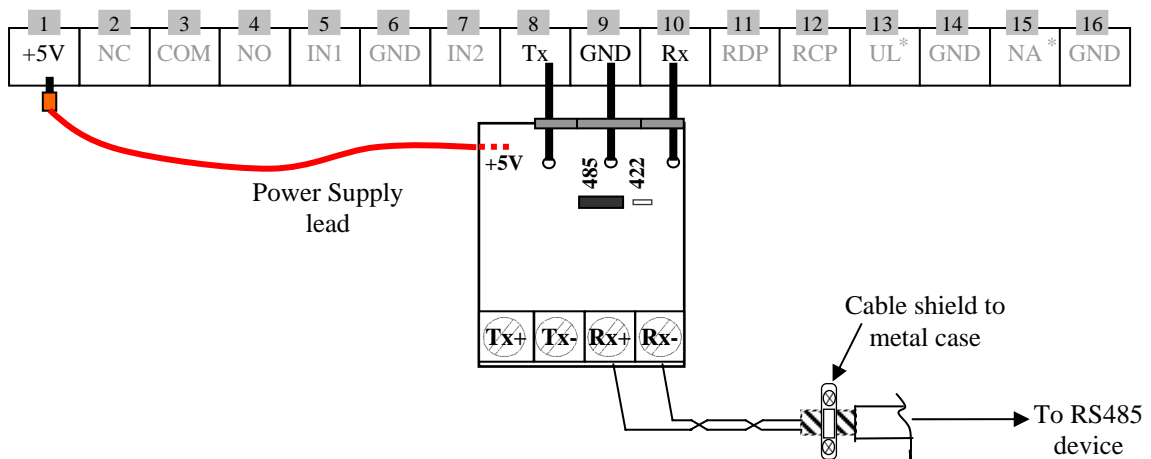 1 2 3 4 5 6 7 8 9 10 11 12 13 14 15 16
+5V NC COM NO IN1 GND IN2 Tx GND Rx RDP RCP UL* GND NA* GND
+5V
485
422
Power Supply
lead
Tx+ Tx- Rx+ Rx-
Cable shield to
metal case
To RS485
device